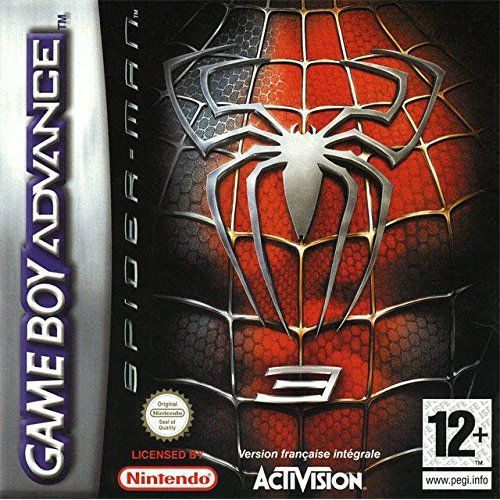 GAME BOY ADVANCE
SPIDER-MAN
3
Original
Nintendo
Seal of
Quality
LICENSED BY
Nintendo
Version française intégrale
ACTIVISION
12+
TM
www.pegi.info